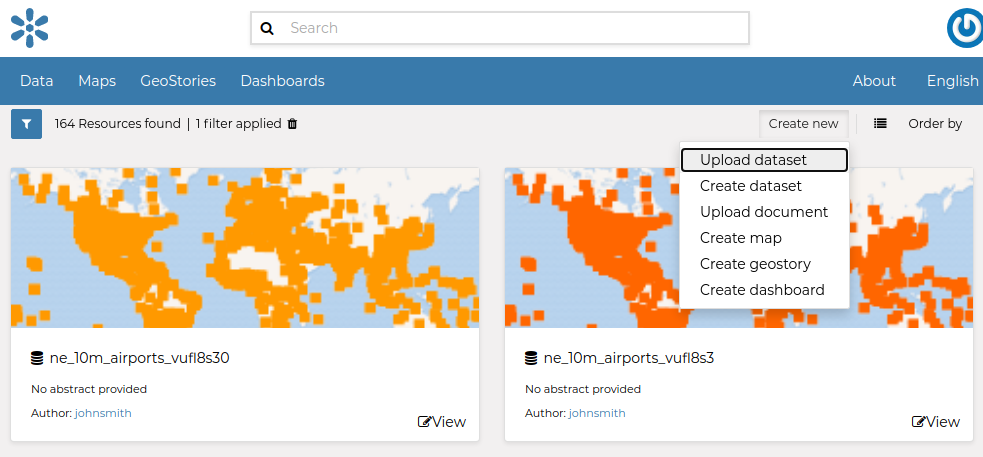 Search
Data Maps GeoStories Dashboards About English
164 Resources found | 1 filter applied Create new Order by
Upload dataset
Create dataset
Upload document
Create map
Create geostory
Create dashboard
ne_10m_airports_vufl8s30
No abstract provided
Author: johnsmith
View
ne_10m_airports_vufl8s3
No abstract provided
Author: johnsmith
View